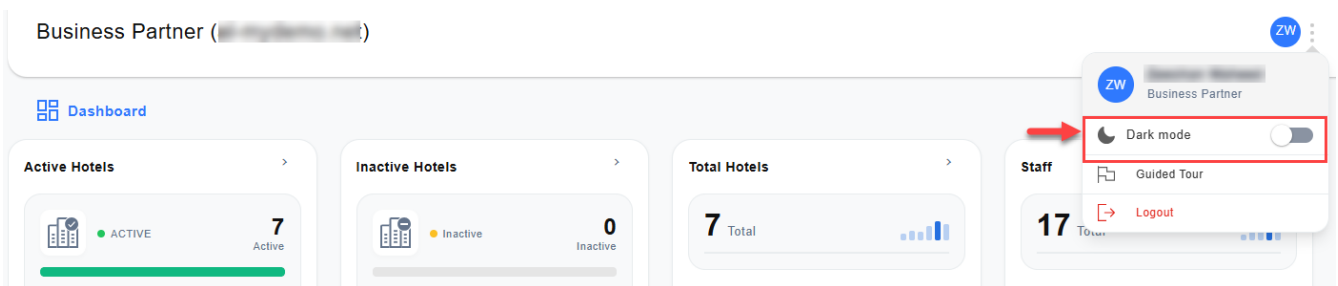 Business Partner (
)
ZW
ZW
Business Partner
Dark mode
Guided Tour
Logout
Dashboard
Active Hotels
ACTIVE
7
Active
Inactive Hotels
Inactive
0
Inactive
Total Hotels
7 Total
Staff
17 Total